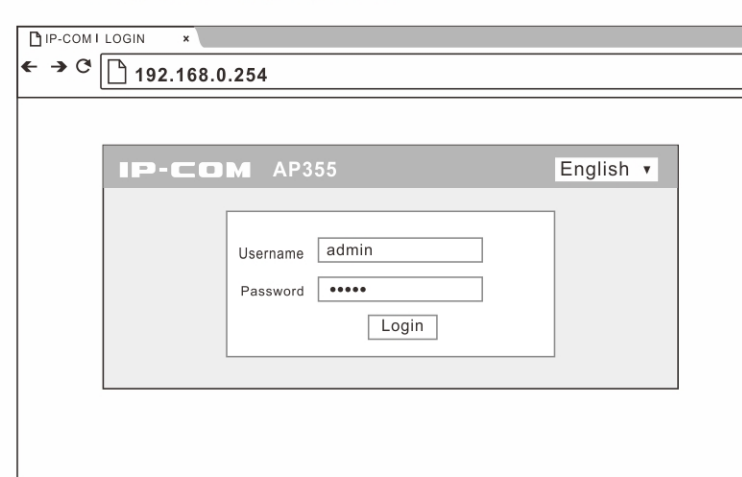 IP-COM I LOGIN x
192.168.0.254
IP-COM AP355 English ▼
Username admin
Password •••••
Login